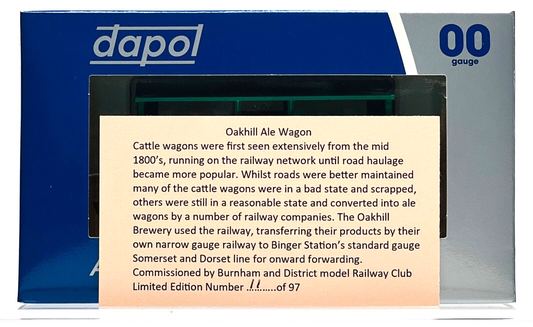 dapol
00
gauge
Oakhill Ale Wagon
Cattle wagons were first seen extensively from the mid
1800's, running on the railway network until road haulage
became more popular. Whilst roads were better maintained
many of the cattle wagons were in a bad state and scrapped,
others were still in a reasonable state and converted into ale
wagons by a number of railway companies. The Oakhill
Brewery used the railway, transferring their products by their
own narrow gauge railway to Binger Station's standard gauge
Somerset and Dorset line for onward forwarding.
Commissioned by Burnham and District model Railway Club
Limited Edition Number .11.....of 97